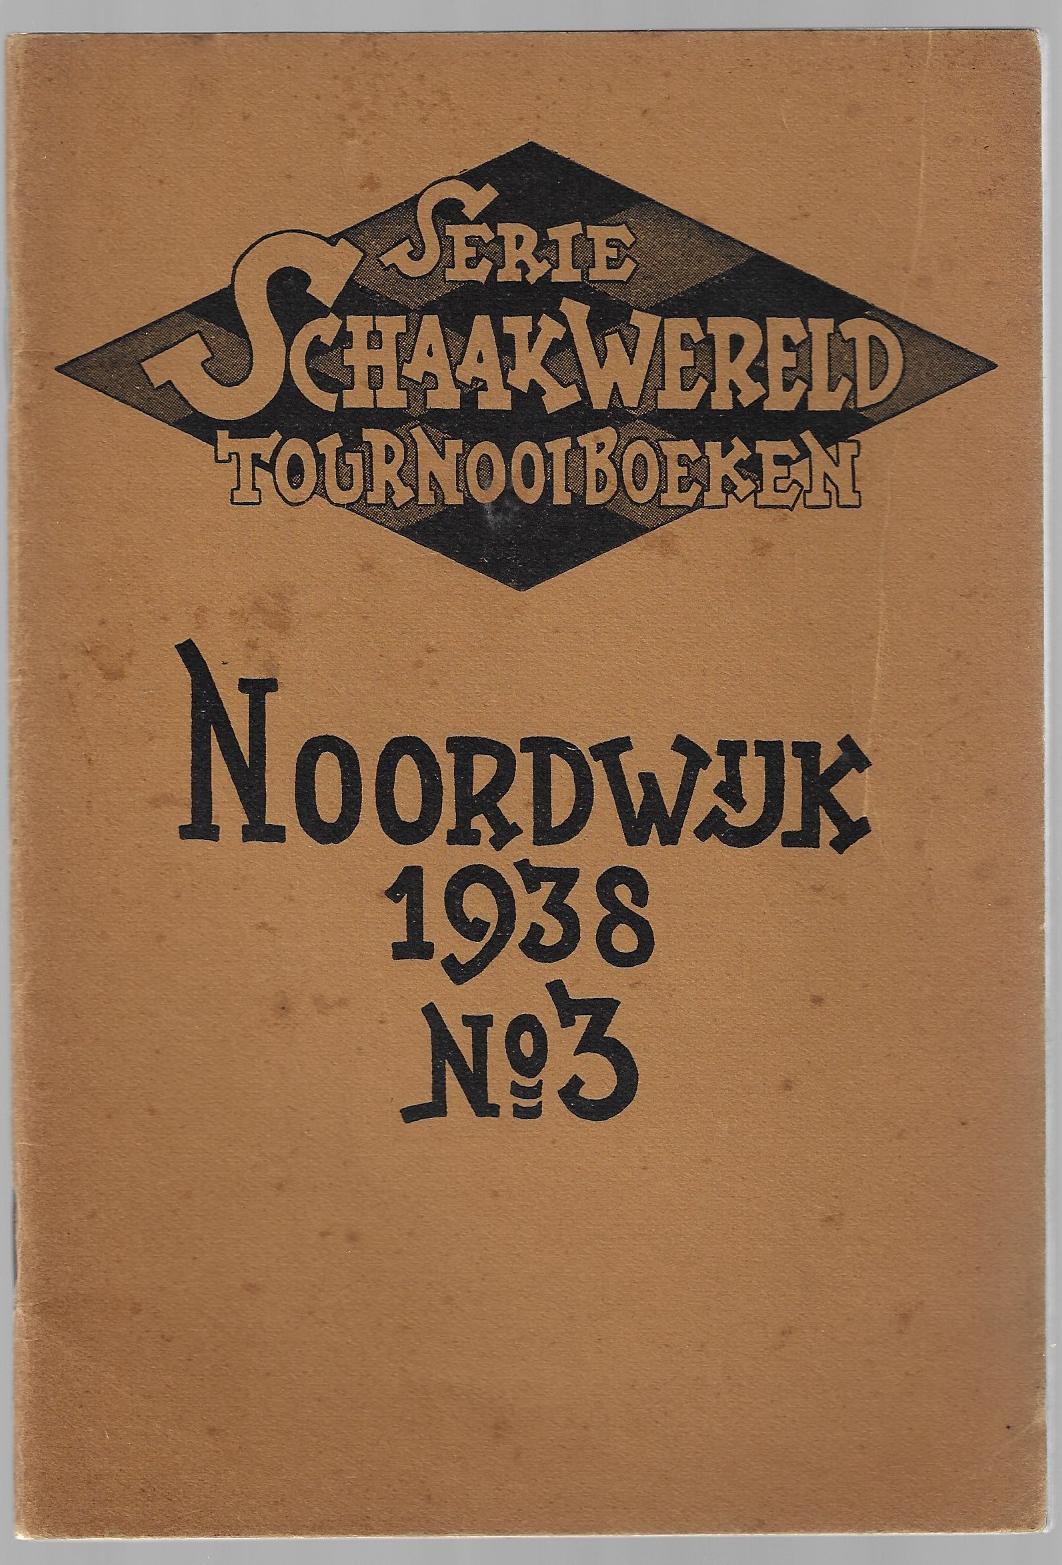 SERIE
SCHAAKWERELD
TOURNOOIBOEKEN
NOORDWIJK
1938
No 3